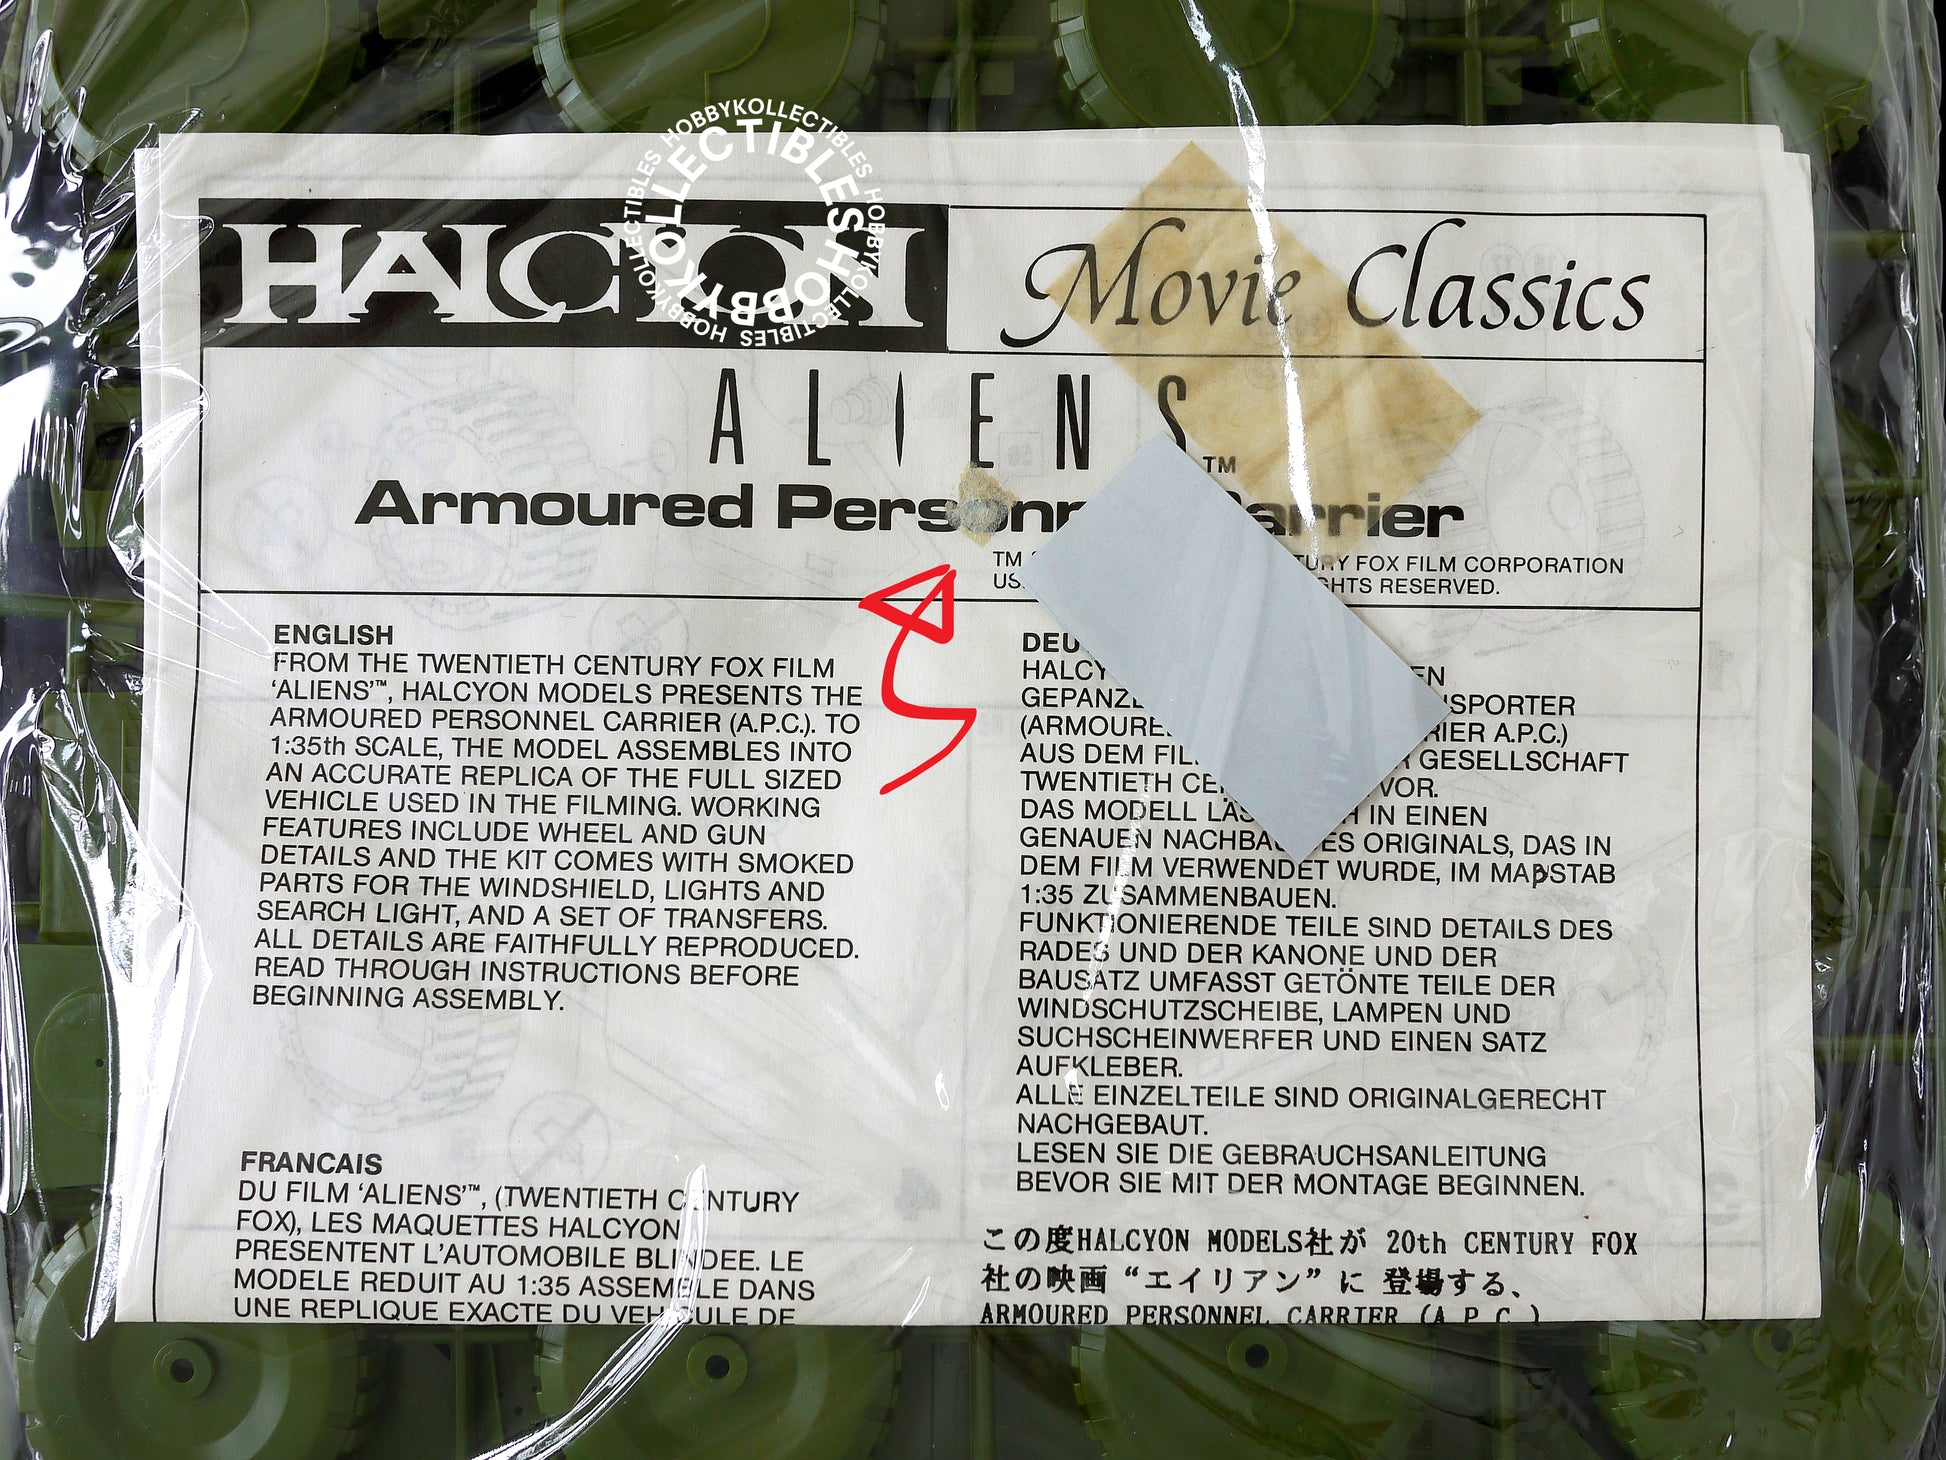 HOBBYKOLLECTIBLES HOBBYKOLLECTIBLES HOBBYKOLLECTIBLES HOBBYKOLLECTIBLES
HOBBYKOLLECTIBLES
HALCYON Movie Classics
ALIENS
TM
Armoured Carrier
TM FOX FILM CORPORATION
RESERVED.
ENGLISH
FROM THE TWENTIETH CENTURY FOX FILM
‘ALIENS’™, HALCYON MODELS PRESENTS THE
ARMOURED PERSONNEL CARRIER (A.P.C.). TO
1:35th SCALE, THE MODEL ASSEMBLES INTO
AN ACCURATE REPLICA OF THE FULL SIZED
VEHICLE USED IN THE FILMING. WORKING
FEATURES INCLUDE WHEEL AND GUN
DETAILS AND THE KIT COMES WITH SMOKED
PARTS FOR THE WINDSHIELD, LIGHTS AND
SEARCH LIGHT, AND A SET OF TRANSFERS.
ALL DETAILS ARE FAITHFULLY REPRODUCED.
READ THROUGH INSTRUCTIONS BEFORE
BEGINNING ASSEMBLY.
FRANCAIS
DU FILM ‘ALIENS’™, (TWENTIETH CENTURY
FOX), LES MAQUETTES HALCYON
PRESENTENT L’AUTOMOBILE BLINDEE. LE
MODELE REDUIT AU 1:35 ASSEMBLE DANS
UNE REPLIQUE EXACTE DU VEHICULE DE
A.P.C.)
AUS DEM GESELLSCHAFT
TWENTIETH VOR.
DAS MODELL IN EINEN
GENAUEN ORIGINALS, DAS IN
DEM FILM VERWENDET WURDE, IM MAßSTAB
1:35 ZUSAMMENBAUEN.
FUNKTIONIERENDE TEILE SIND DETAILS DES
RADES UND DER KANONE UND DER
BAUSATZ UMFASST GETÖNTE TEILE DER
WINDSCHUTZSCHEIBE, LAMPEN UND
SUCHSCHEINWERFER UND EINEN SATZ
AUFKLEBER.
ALLE EINZELTEILE SIND ORIGINALGERECHT
NACHGEBAUT.
LESEN SIE DIE GEBRAUCHSANLEITUNG
BEVOR SIE MIT DER MONTAGE BEGINNEN.
この度HALCYON MODELS社が 20th CENTURY FOX
社の映画 “エイリアン” に 登場する、
ARMOURED PERSONNEL CARRIER (A.P.C.)